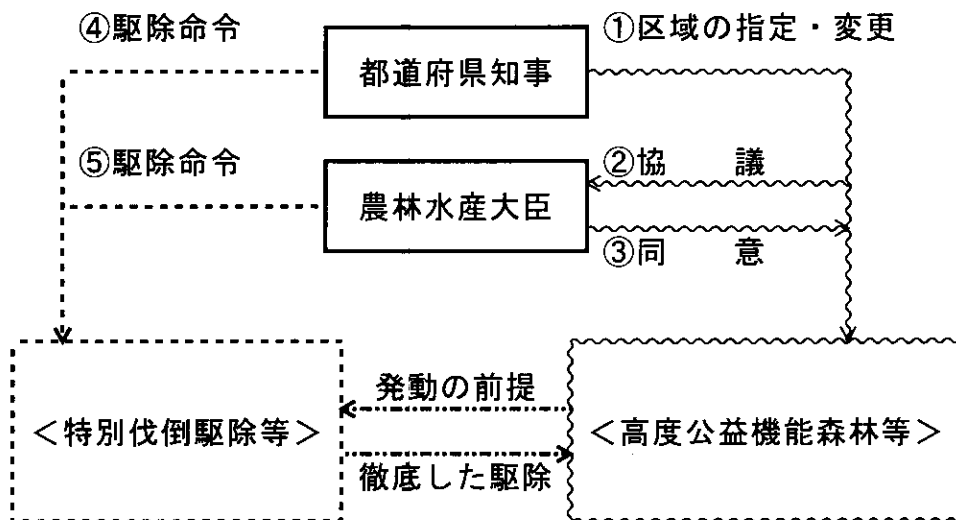 ④駆除命令
都道府県知事
①区域の指定・変更
⑤駆除命令
農林水産大臣
②協　　議
③同　　意
＜特別伐倒駆除等＞
発動の前提
徹底した駆除
＜高度公益機能森林等＞